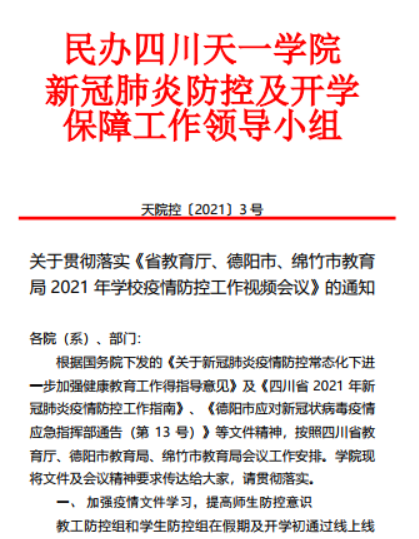 民办四川天一学院
新冠肺炎防控及开学
保障工作领导小组
天院控〔2021〕3号
关于贯彻落实《省教育厅、德阳市、绵竹市教育
局 2021 年学校疫情防控工作视频会议》的通知
各院（系）、部门：
根据国务院下发的《关于新冠肺炎疫情防控常态化下进
一步加强健康教育工作得指导意见》及《四川省 2021 年新
冠肺炎疫情防控工作指南》、《德阳市应对新冠状病毒疫情
应急指挥部通告（第 13 号）》等文件精神，按照四川省教
育厅、德阳市教育局、绵竹市教育局会议工作安排。学院现
将文件及会议精神要求传达给大家，请贯彻落实。
一、 加强疫情文件学习，提高师生防控意识
教工防控组和学生防控组在假期及开学初通过线上线